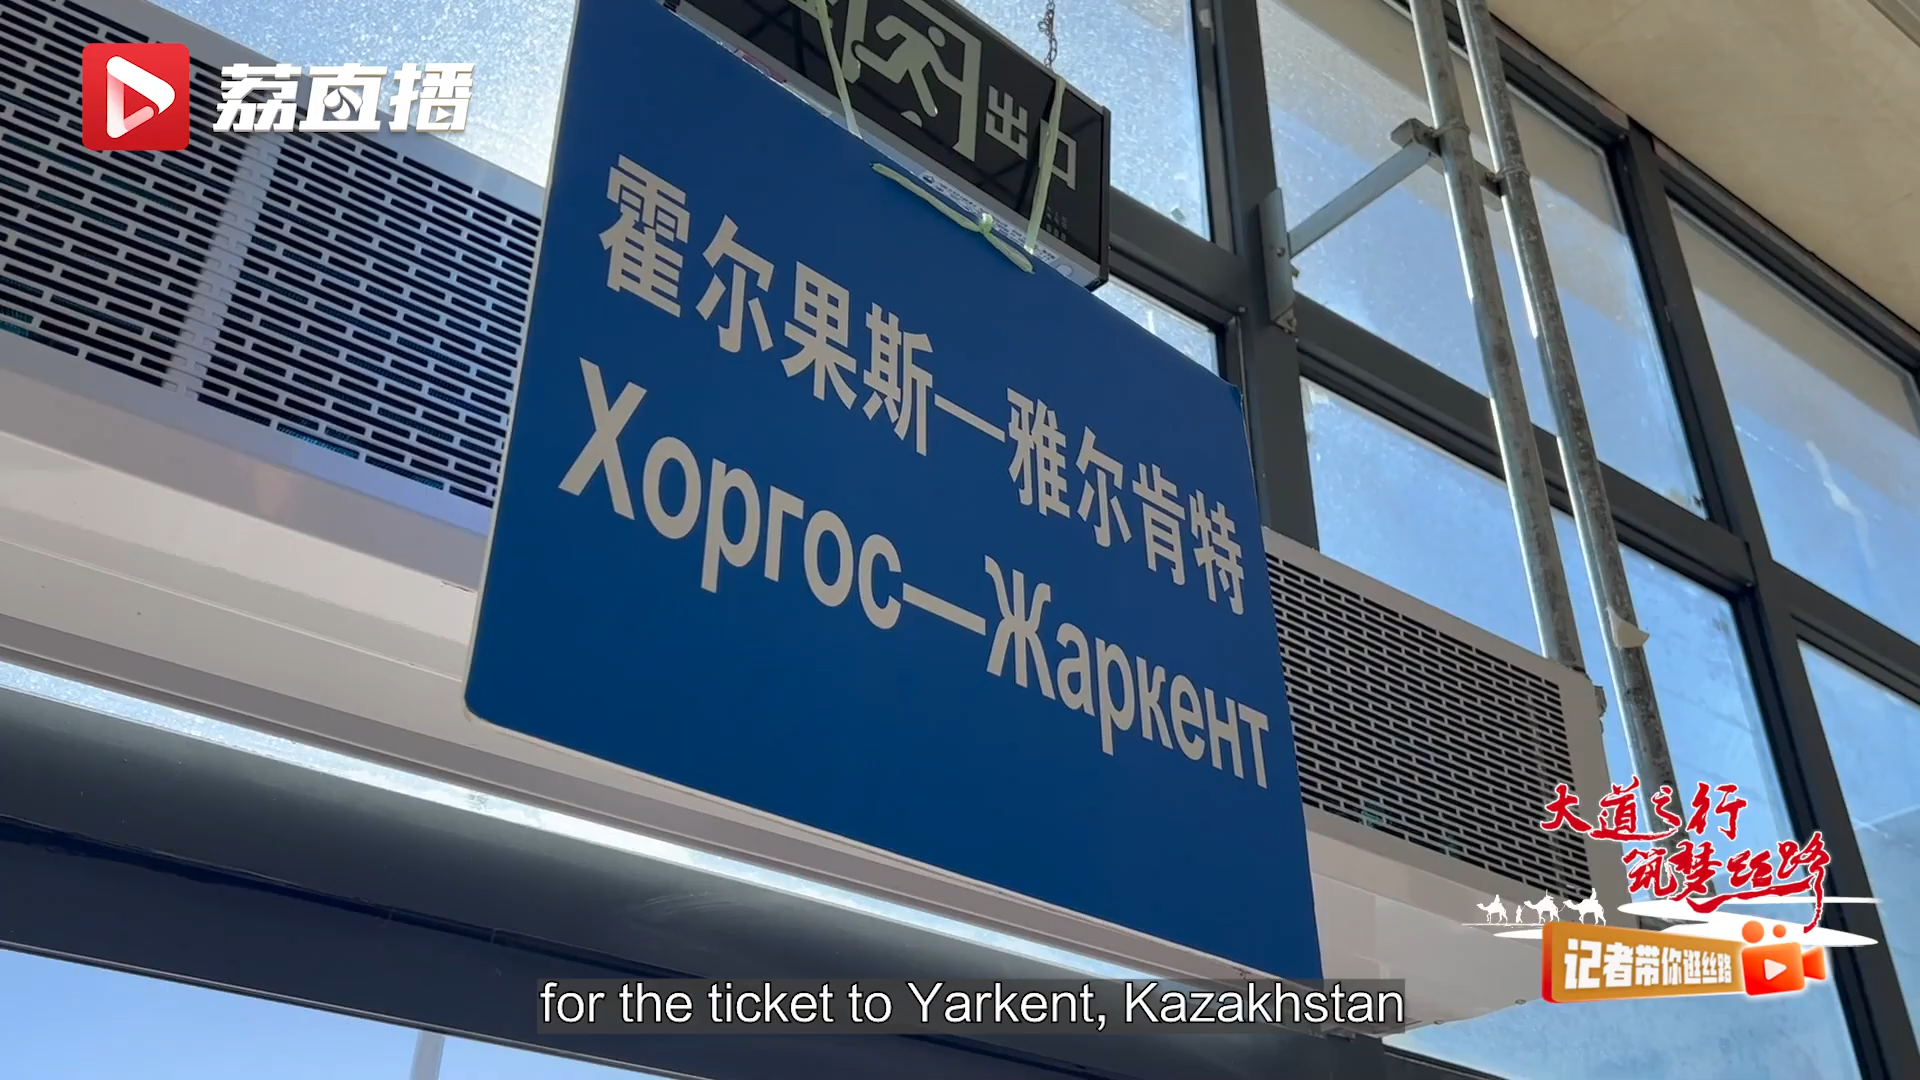 荔直播
出口
霍尔果斯—雅尔肯特
Хоргос—Жаркент
大道之行
筑梦丝路
记者带你逛丝路
for the ticket to Yarkent, Kazakhstan